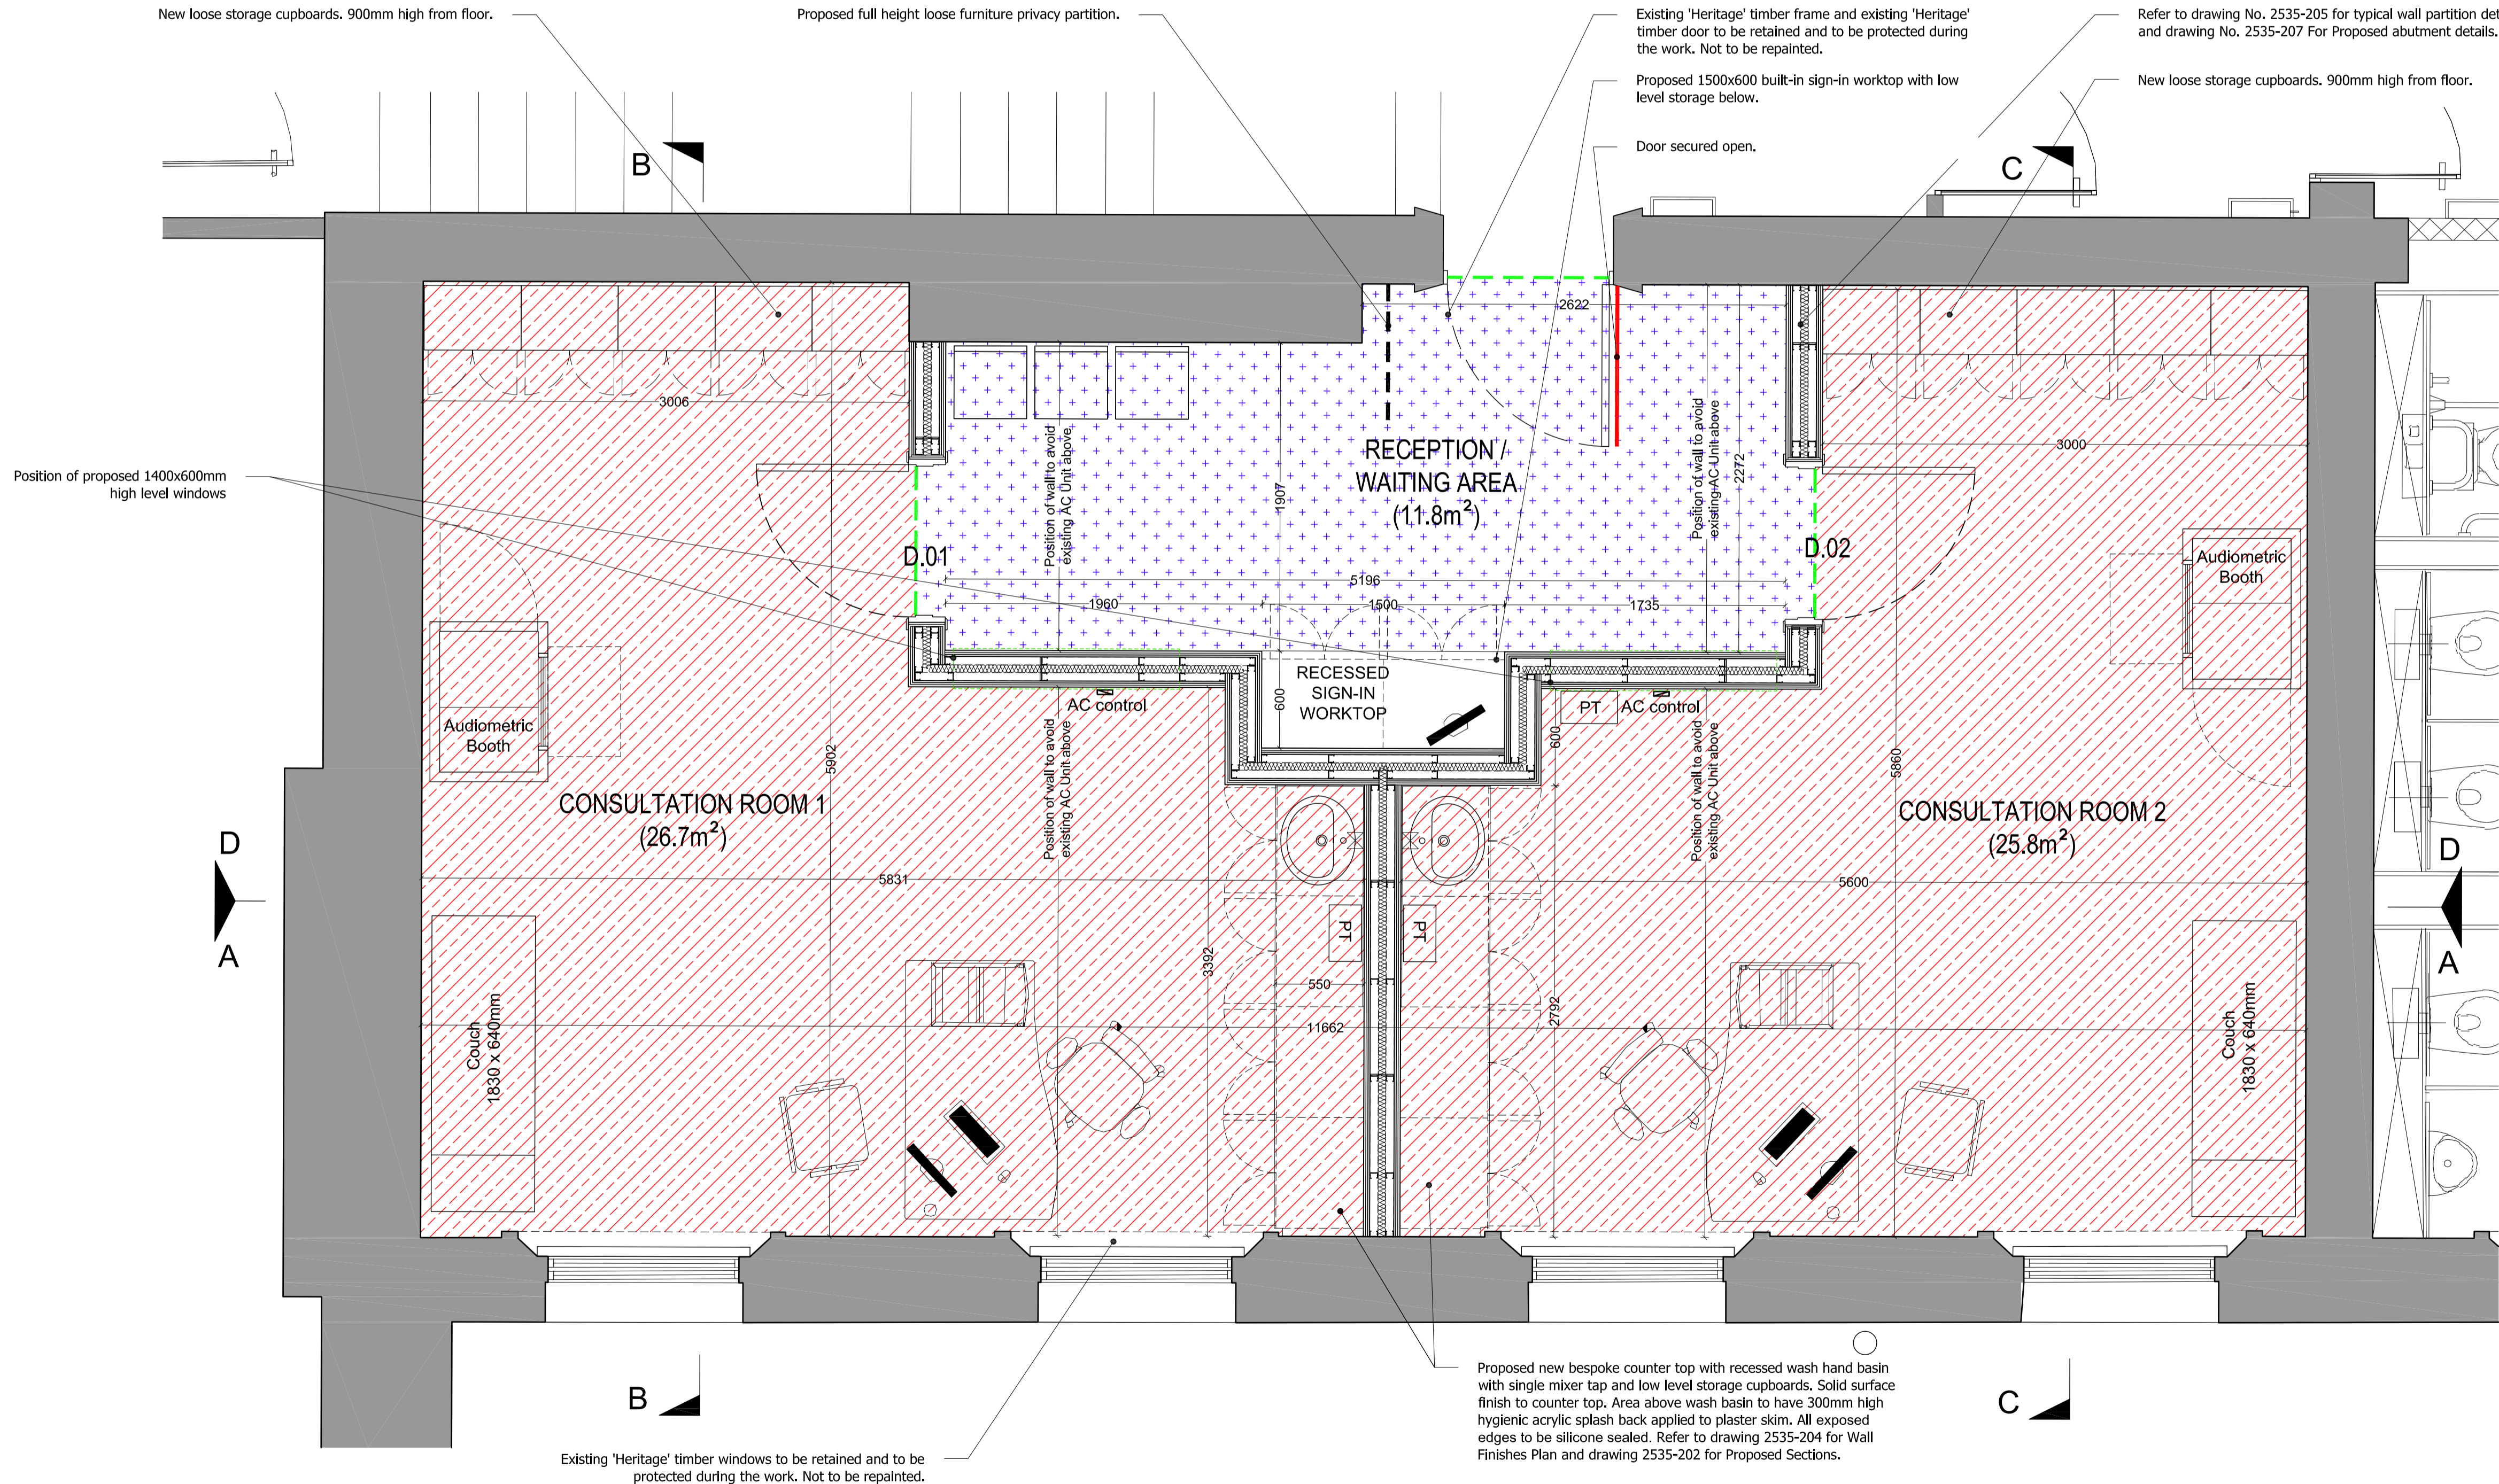 New loose storage cupboards. 900mm high from floor.
Proposed full height loose furniture privacy partition.
Existing 'Heritage' timber frame and existing 'Heritage'
timber door to be retained and to be protected during
the work. Not to be repainted.
Refer to drawing No. 2535-205 for typical wall partition
and drawing No. 2535-207 For Proposed abutment details.
Proposed 1500x600 built-in sign-in worktop with low
level storage below.
New loose storage cupboards. 900mm high from floor.
Door secured open.
B
C
2622
3006
3000
RECEPTION /
WAITING AREA
(11.8m²)
Position of wall to avoid
existing AC Unit above
Position of wall to avoid
existing AC Unit above
1907
2272
Position of proposed 1400x600mm
high level windows
D.01
D.02
Audiometric
Booth
5196
1960
1500
1735
RECESSED
SIGN-IN
WORKTOP
600
600
AC control
PT
AC control
Audiometric
Booth
Position of wall to avoid
existing AC Unit above
Position of wall to avoid
existing AC Unit above
5902
5860
CONSULTATION ROOM 1
(26.7m²)
CONSULTATION ROOM 2
(25.8m²)
D
A
D
A
5831
5600
PT
PT
3392
550
2792
11662
Couch
1830 x 640mm
Couch
1830 x 640mm
B
C
Proposed new bespoke counter top with recessed wash hand basin
with single mixer tap and low level storage cupboards. Solid surface
finish to counter top. Area above wash basin to have 300mm high
hygienic acrylic splash back applied to plaster skim. All exposed
edges to be silicone sealed. Refer to drawing 2535-204 for Wall
Finishes Plan and drawing 2535-202 for Proposed Sections.
Existing 'Heritage' timber windows to be retained and to be
protected during the work. Not to be repainted.